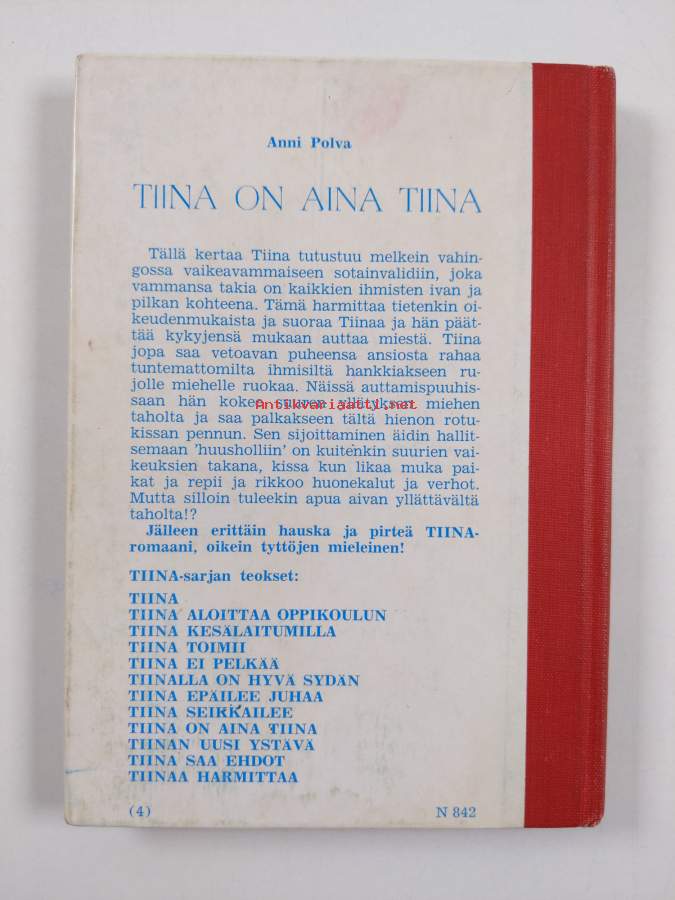 Anni Polva
TIINA ON AINA TIINA
Tällä kertaa Tiina tutustuu melkein vahin-
gossa vaikeavammaiseen sotainvalidiin, joka
vammansa takia on kaikkien ihmisten ivan ja
pilkan kohteena. Tämä harmittaa tietenkin oi-
keudenmukaista ja suoraa Tiinaa ja hän päät-
tää kykyjensä mukaan auttaa miestä. Tiina
jopa saa vetoavan puheensa ansiosta rahaa
tuntemattomilta ihmisiltä hankkiakseen ru-
jolle miehelle ruokaa. Näissä auttamispuuhis-
saan hän kokee suuren yllätyksen miehen
Antikvariaatti.net
taholta ja saa palkakseen tältä hienon rotu-
kissan pennun. Sen sijoittaminen äidin hallit-
semaan 'huusholliin' on kuitenkin suurien vai-
keuksien takana, kissa kun likaa muka pai-
kat ja repii ja rikkoo huonekalut ja verhot.
Mutta silloin tuleekin apua aivan yllättävältä
taholta!?
Jälleen erittäin hauska ja pirteä TIINA-
romaani, oikein tyttöjen mieleinen!
TIINA-sarjan teokset:
TIINA
TIINA ALOITTAA OPPIKOULUN
TIINA KESÄLAITUMILLA
TIINA TOIMII
TIINA EI PELKÄÄ
TIINALLA ON HYVÄ SYDÄN
TIINA EPÄILEE JUHAA
TIINA SEIKKAILEE
TIINA ON AINA TIINA
TIINAN UUSI YSTÄVÄ
TIINA SAA EHDOT
TIINAA HARMITTAA
(4)
N 842